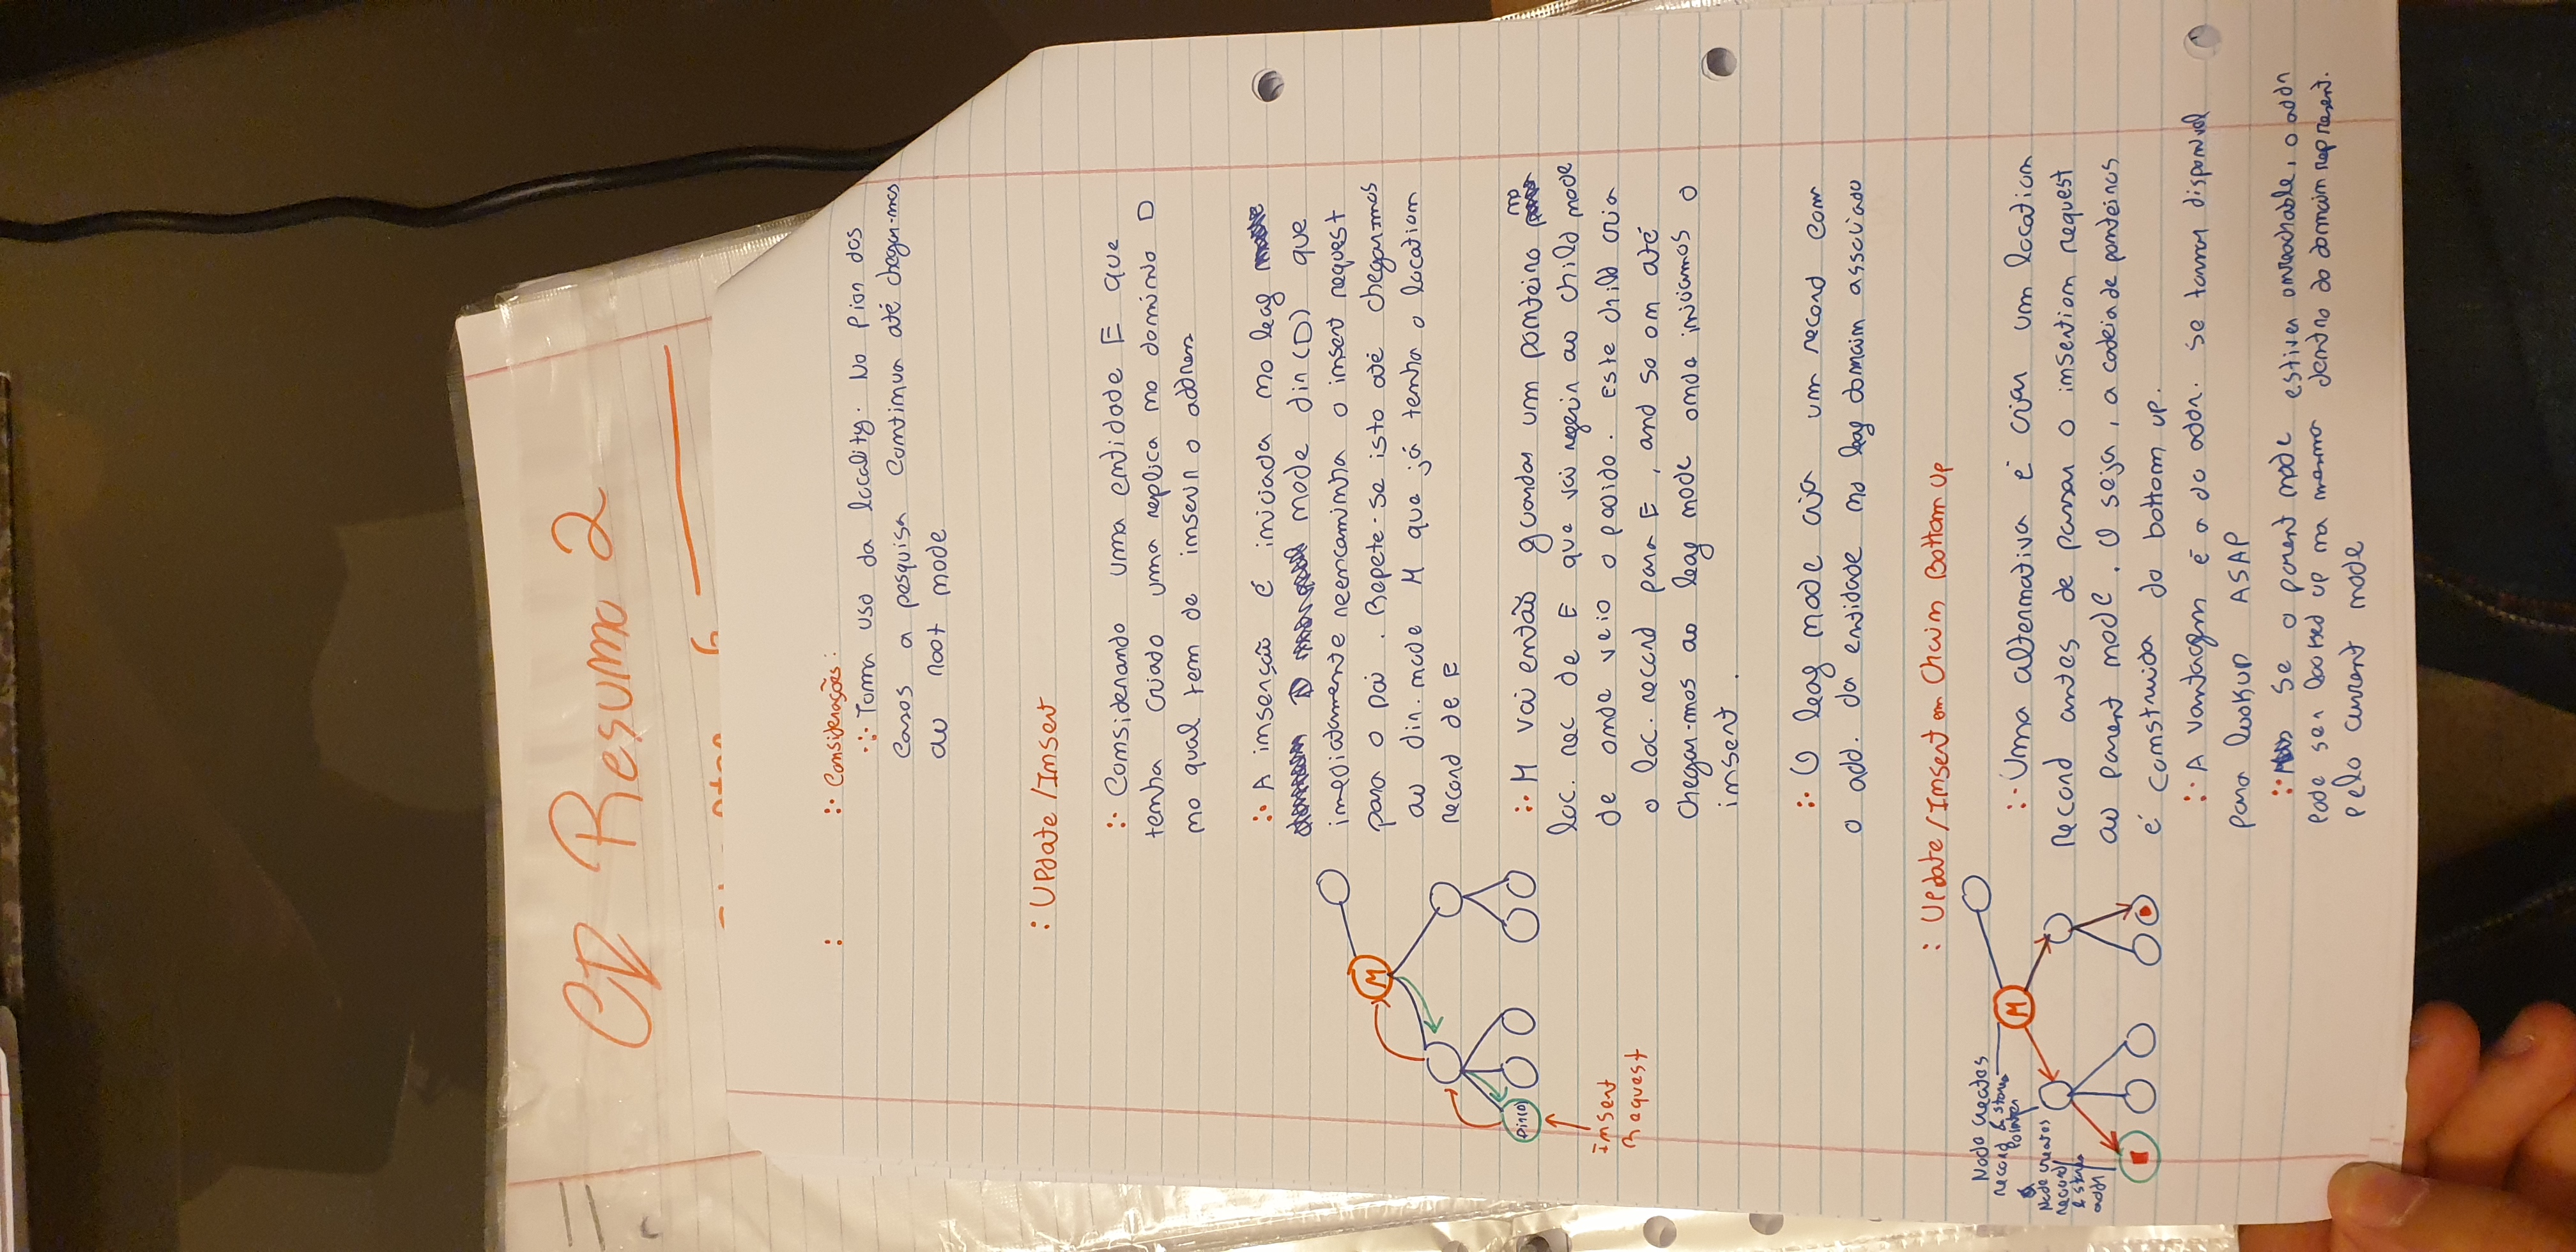 CD Resumo 2
:· Considerações:
·:· Torna uso da locality. No pior dos
casos a pesquisa continua até chegar-mos
ao root node
: Update/Insert
:· Considerando uma entidade E que
tenha criado uma replica no dominio D
no qual tem de inserir o address
:· A inserção é iniciada no leaf
node dir(D) que
imediatamente reencaminha o insert request
para o pai. Repete-se isto até chegar-mos
ao dir. node M que já tenha o location
record de E
:· M vai então guardar um ponteiro no
loc. rec de E que vai referir ao child node
de onde veio o pedido. Este child cria
o loc. record para E, and so on até
chegar-mos ao leaf node onde iniciamos o
insert.
:· O leaf node cria um record com
o add. da entidade no leaf domain associado
M
Dir(D)
Insert
Request
: Update/Insert on Chain Bottom Up
:· Uma alternativa é criar um location
record antes de passar o insertion request
ao parent node. O seja, a cadeia de ponteiros
é construida do bottom up.
:· A vantagem é a do addr. se tornar disponivel
para lookup ASAP
:· Se o parent node estiver unreachable, o addr
pode ser looked up na mesma dentro do domain represent.
pelo current node
Node creates
record & stores
pointer
Node creates
record
& stores
addr
M